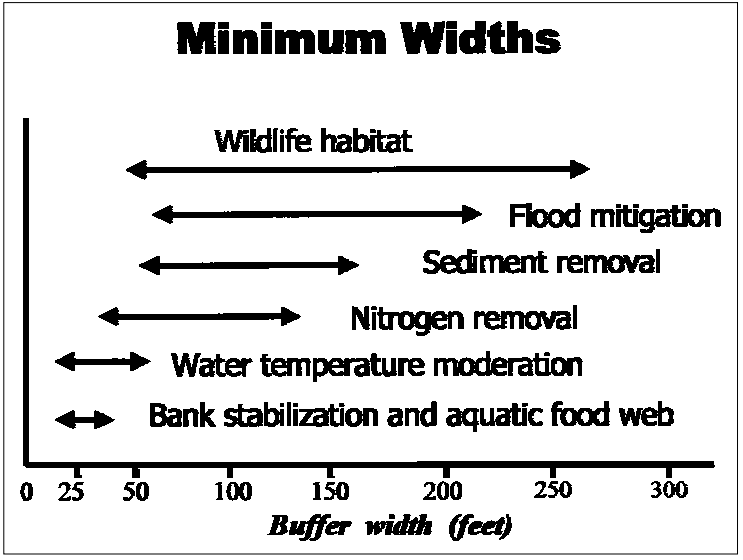 Minimum Widths
Wildlife habitat
Flood mitigation
Sediment removal
Nitrogen removal
Water temperature moderation
Bank stabilization and aquatic food web
0 25 50 100 150 200 250 300
Buffer width (feet)